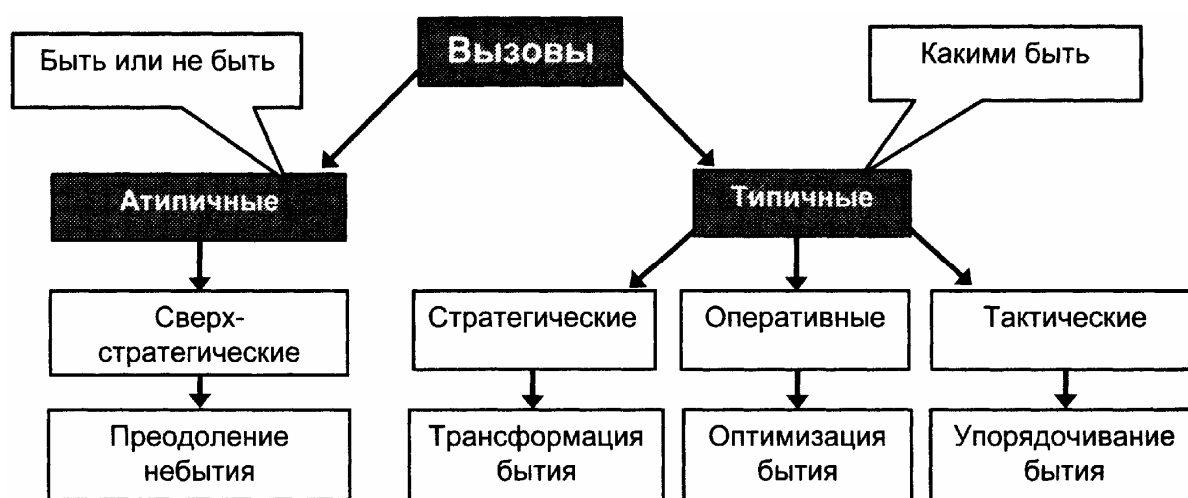 Вызовы
Быть или не быть
Какими быть
Атипичные
Типичные
Сверх-
стратегические
Стратегические
Оперативные
Тактические
Преодоление
небытия
Трансформация
бытия
Оптимизация
бытия
Упорядочивание
бытия